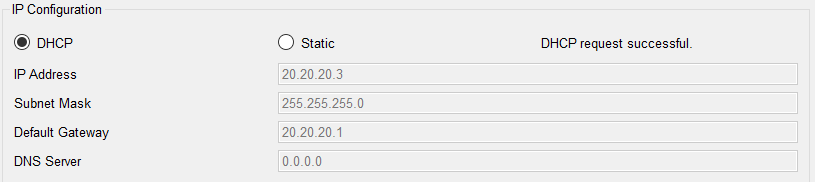 IP Configuration
DHCP Static DHCP request successful.
IP Address 20.20.20.3
Subnet Mask 255.255.255.0
Default Gateway 20.20.20.1
DNS Server 0.0.0.0